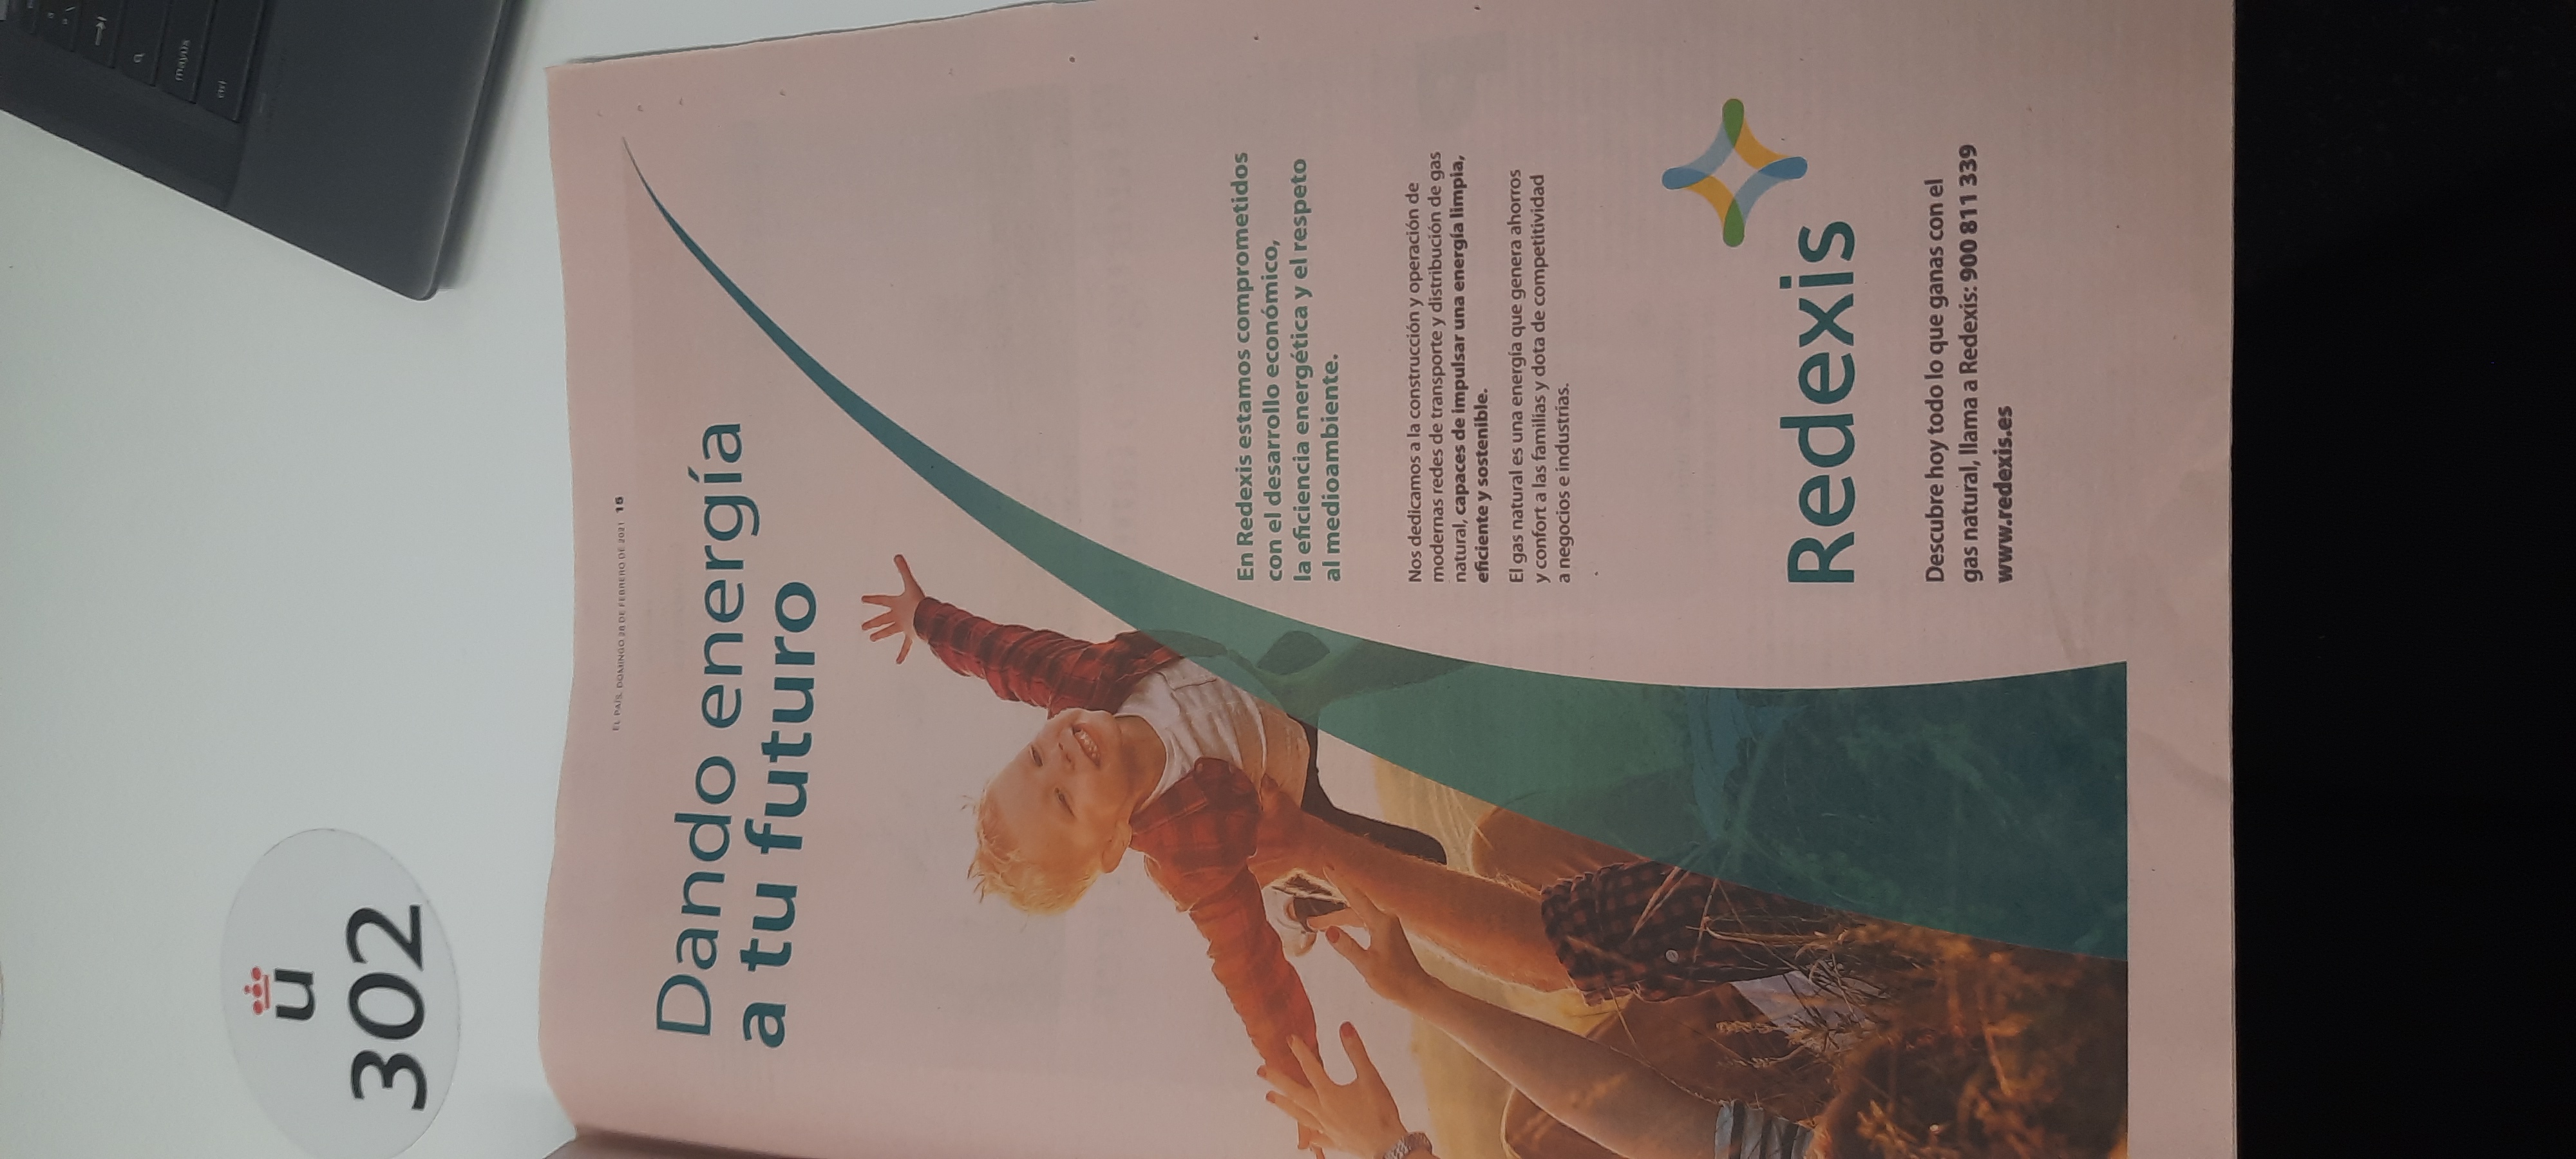 mayús
ctrl
u
302
EL PAÍS, DOMINGO 28 DE FEBRERO DE 2021 15
Dando energía
a tu futuro
En Redexis estamos comprometidos
con el desarrollo económico,
la eficiencia energética y el respeto
al medioambiente.
Nos dedicamos a la construcción y operación de
modernas redes de transporte y distribución de gas
natural, capaces de impulsar una energía limpia,
eficiente y sostenible.
El gas natural es una energía que genera ahorros
y confort a las familias y dota de competitividad
a negocios e industrias.
Redexis
Descubre hoy todo lo que ganas con el
gas natural, llama a Redexis: 900 811 339
www.redexis.es